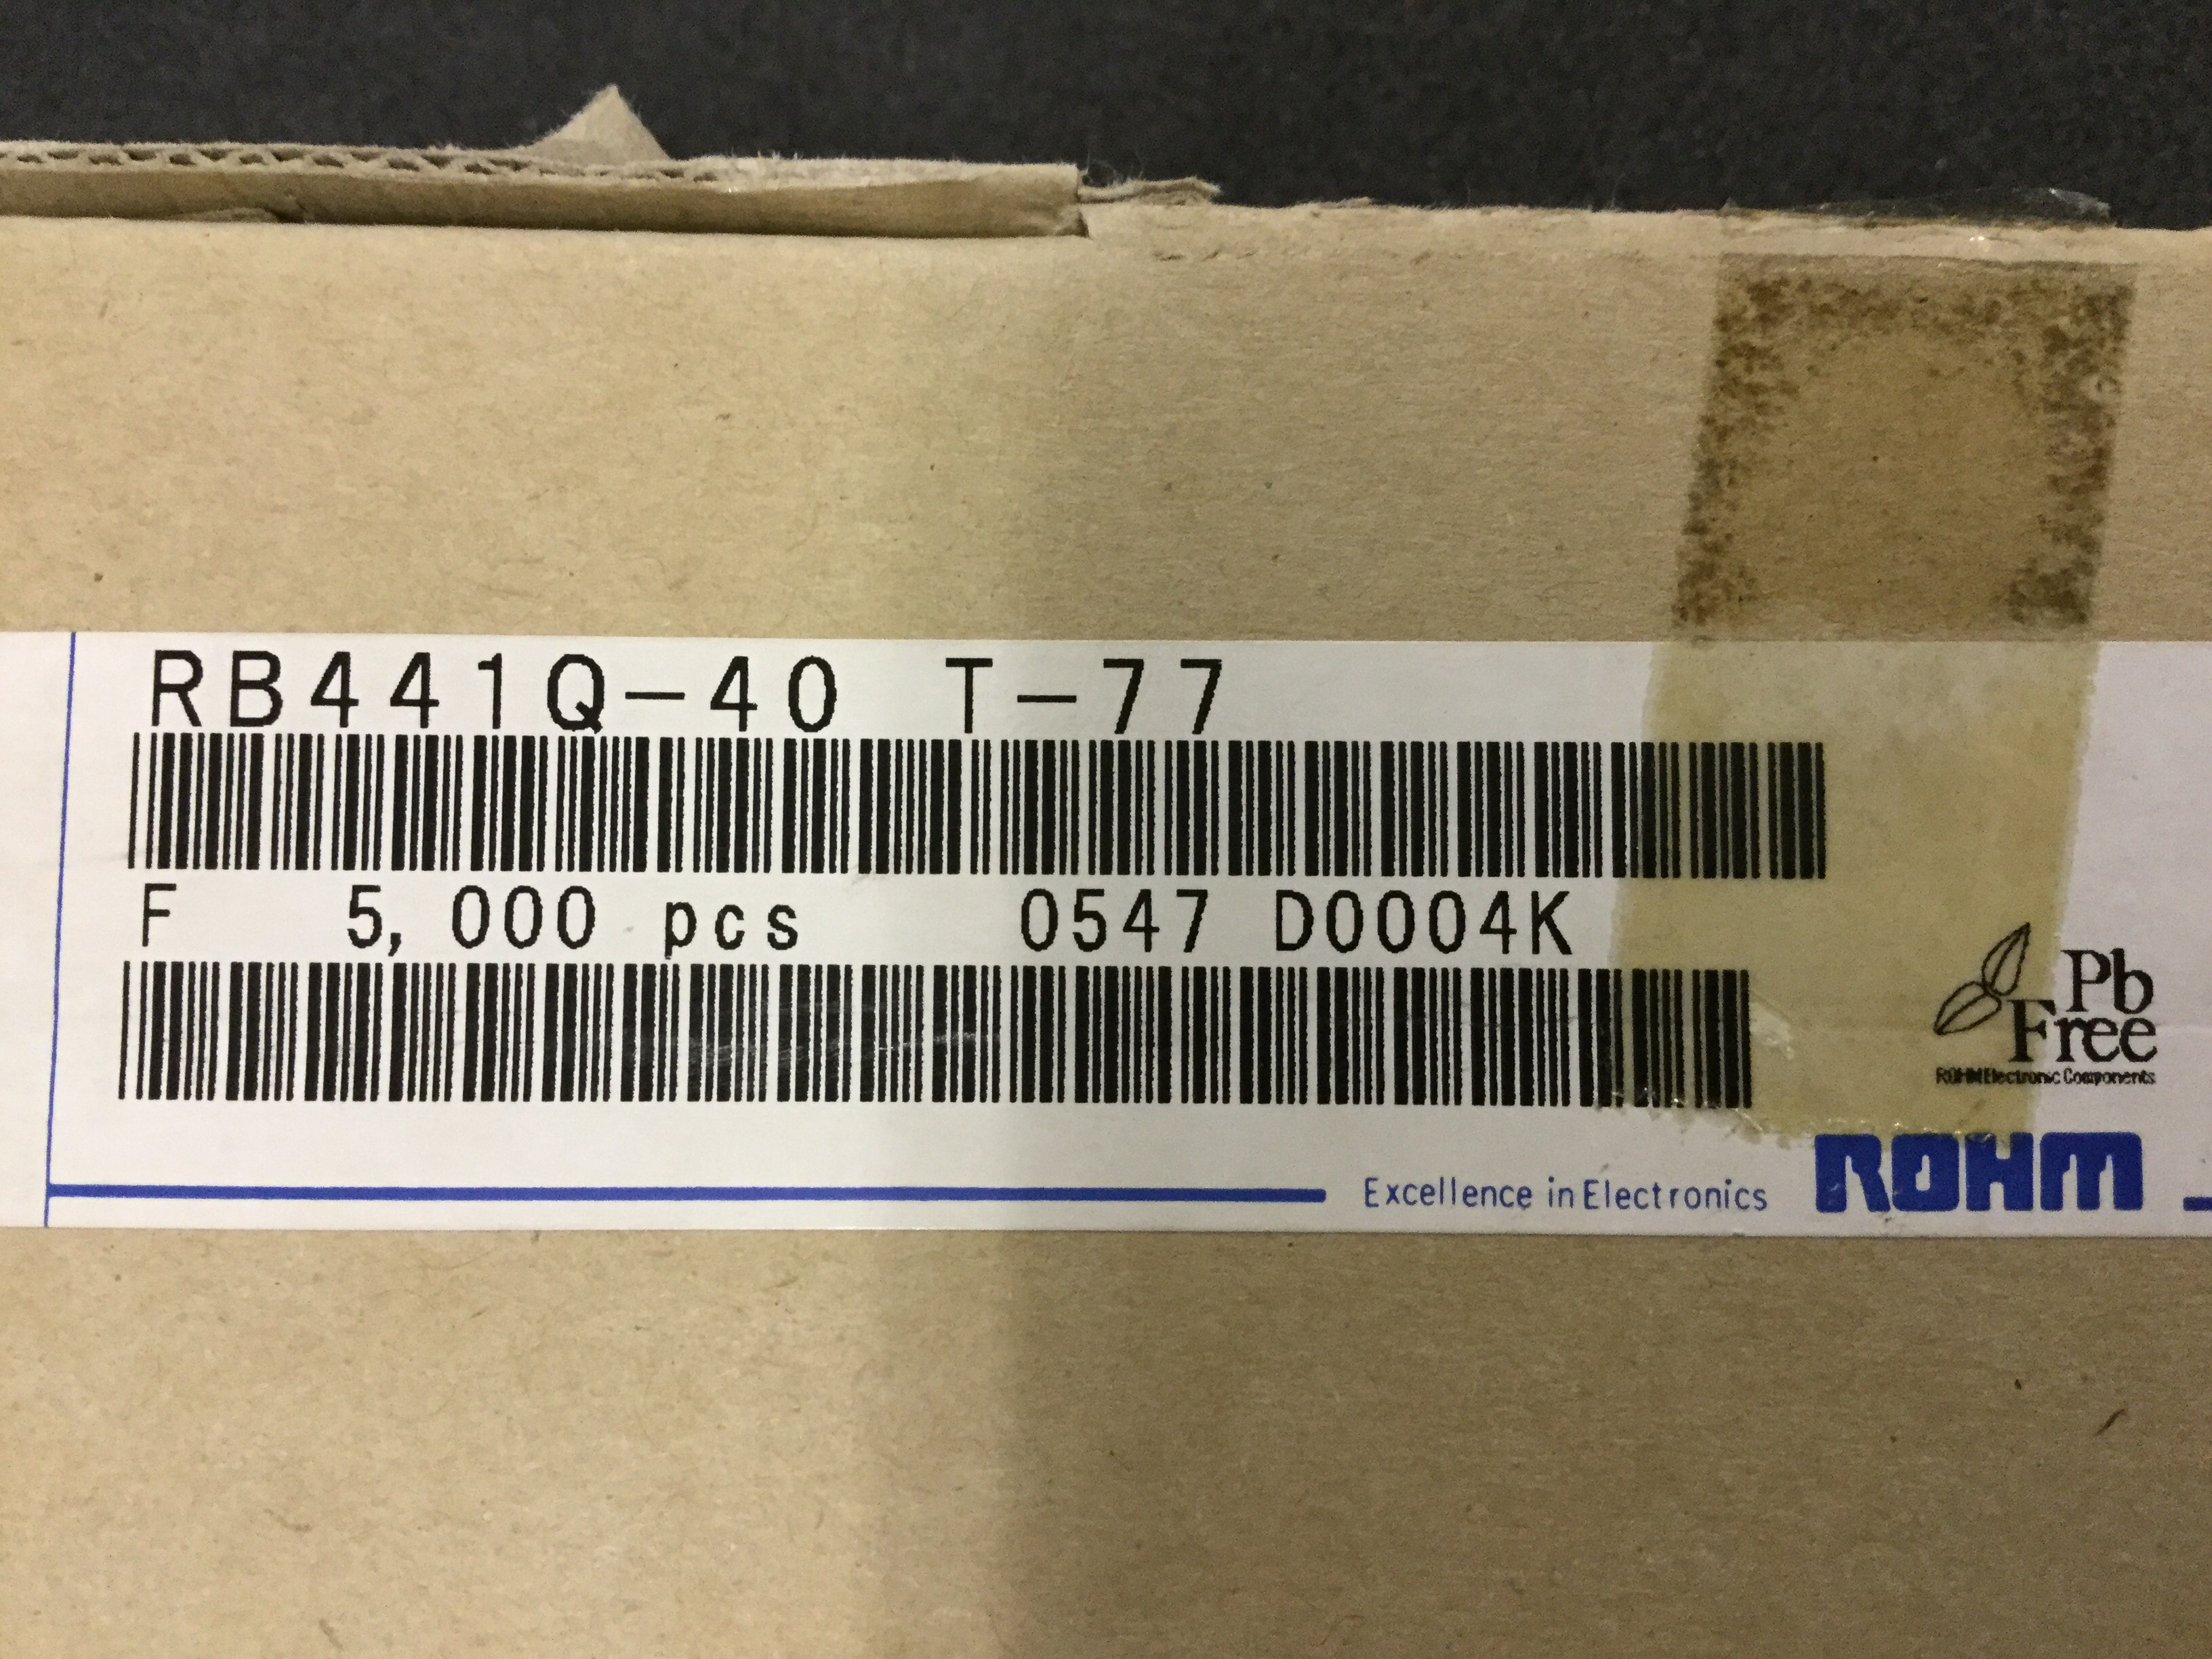 RB441Q-40 T-77
F 5,000 pcs 0547 D0004K
Pb
Free
ROHM Electronic Components
Excellence in Electronics ROHM